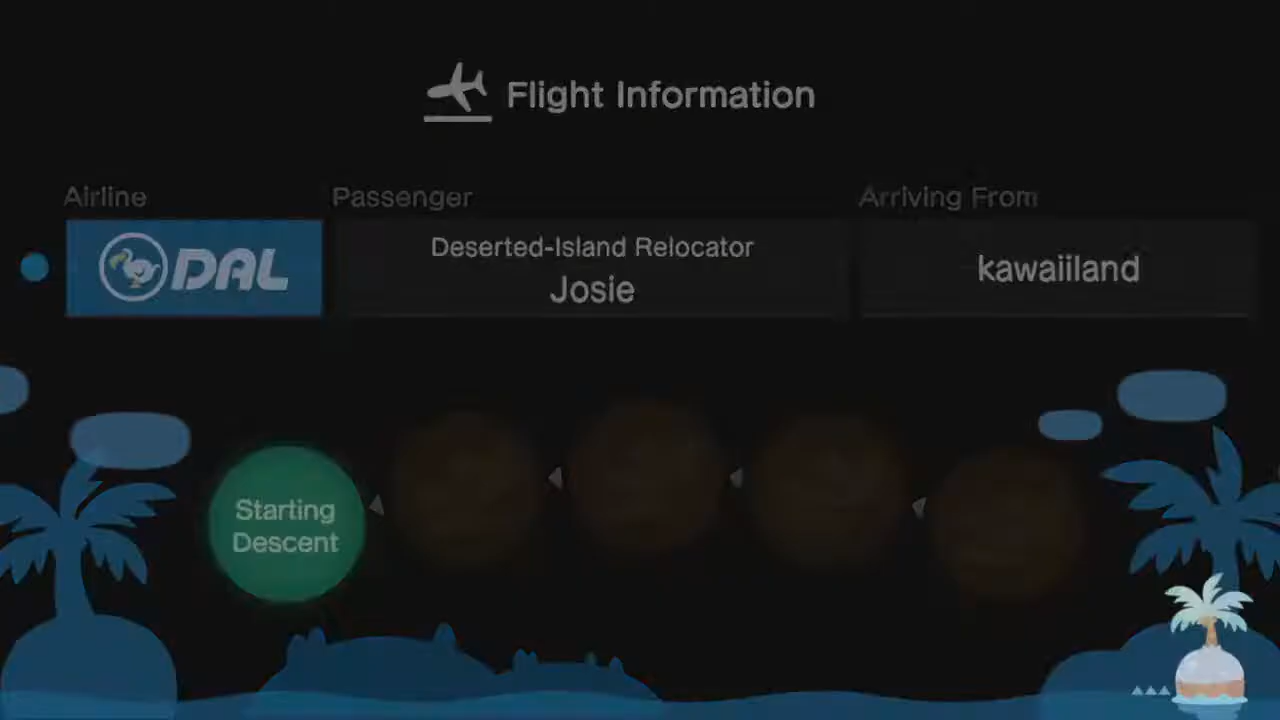 Flight Information
Airline
Passenger
Arriving From
DAL
Deserted-Island Relocator
Josie
kawaiiland
Starting
Descent